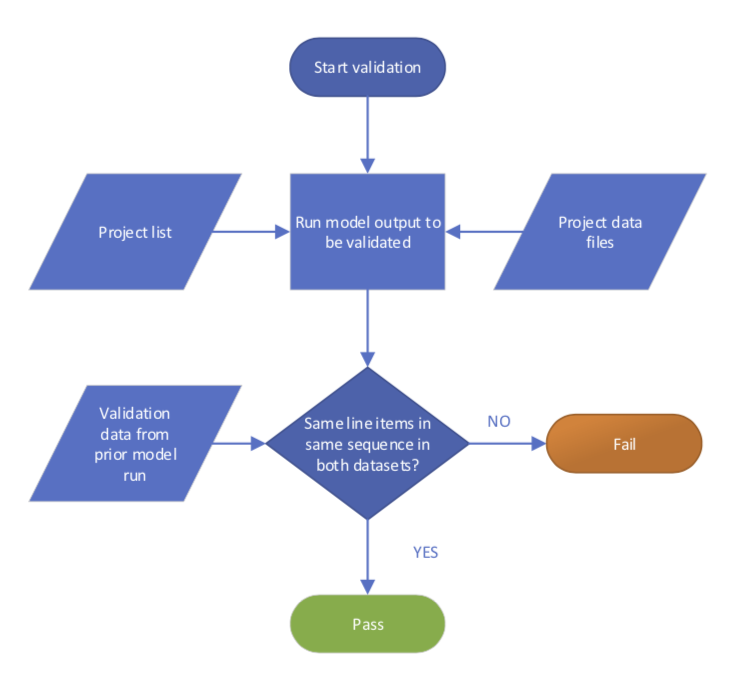 Start validation
Project list
Run model output to
be validated
Project data
files
Validation
data from
prior model
run
Same line items in
same sequence in
both datasets?
NO
Fail
YES
Pass